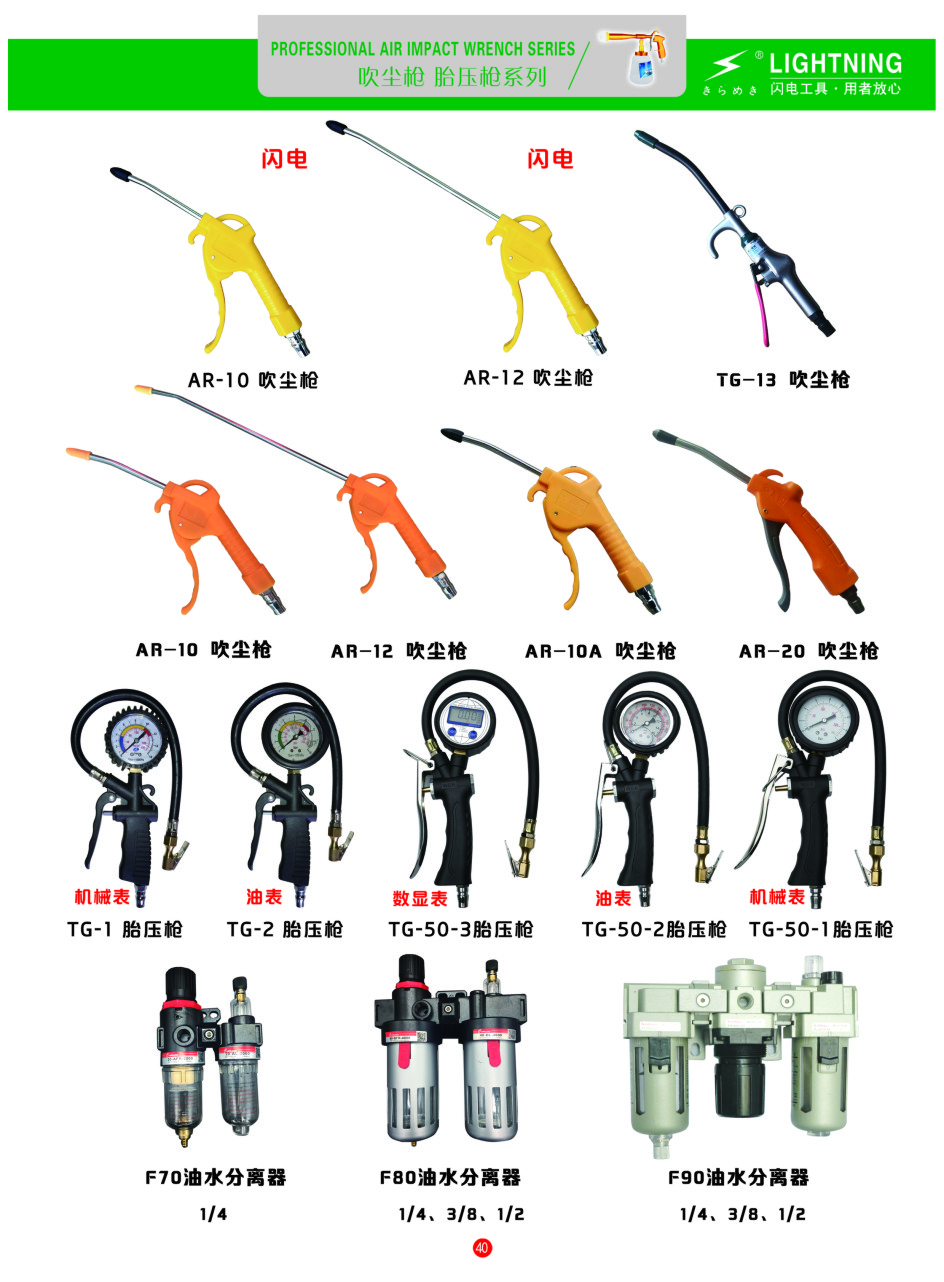 PROFESSIONAL AIR IMPACT WRENCH SERIES
吹尘枪 胎压枪系列
® LIGHTNING
きらめき 闪电工具·用者放心
闪电
闪电
AR-10 吹尘枪
AR-12 吹尘枪
TG-13 吹尘枪
AR-10 吹尘枪
AR-12 吹尘枪
AR-10A 吹尘枪
AR-20 吹尘枪
机械表
油表
数显表
油表
机械表
TG-1 胎压枪
TG-2 胎压枪
TG-50-3胎压枪
TG-50-2胎压枪
TG-50-1胎压枪
F70油水分离器
F80油水分离器
F90油水分离器
1/4
1/4、3/8、1/2
1/4、3/8、1/2
40